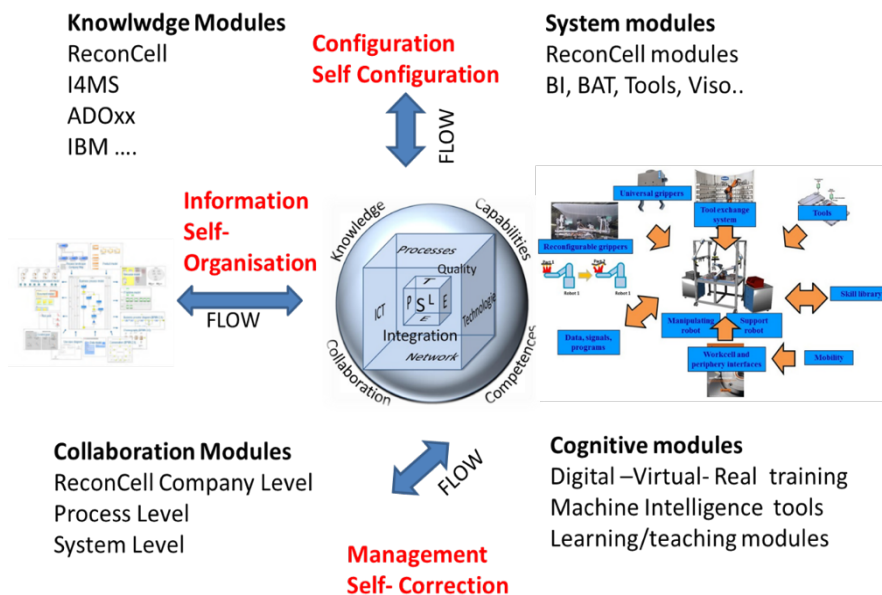 Knowlwdge Modules
ReconCell
I4MS
ADOxx
IBM ....
Configuration
Self Configuration
System modules
ReconCell modules
BI, BAT, Tools, Viso..
FLOW
Information
Self-
Organisation
FLOW
Knowledge
Capabilities
Processes
Quality
ICT
T
P
S
L
E
E
Technologie
Integration
Network
Collaboration
Competences
Universal grippers
Tool exchange
system
Tools
Reconfigurable grippers
Robot 1
Robot 2
Skill library
Manipulating
robot
Support
robot
Data, signals,
programs
Workcell and
periphery interfaces
Mobility
FLOW
Collaboration Modules
ReconCell Company Level
Process Level
System Level
Cognitive modules
Digital –Virtual- Real training
Machine Intelligence tools
Learning/teaching modules
Management
Self- Correction